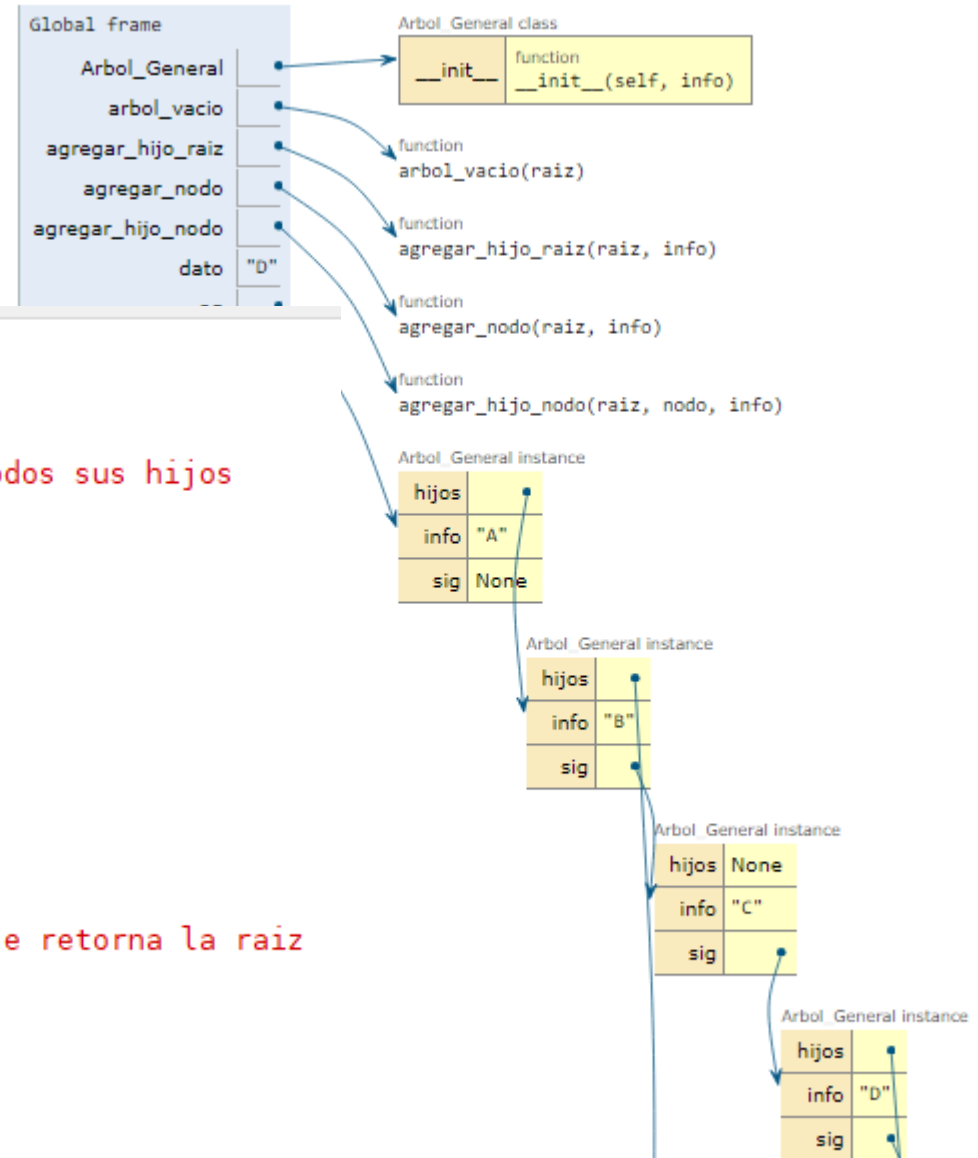 Global frame
Arbol_General
arbol_vacio
agregar_hijo_raiz
agregar_nodo
agregar_hijo_nodo
dato "D"
Arbol_General class
__init__
function
__init__(self, info)
function
arbol_vacio(raiz)
function
agregar_hijo_raiz(raiz, info)
function
agregar_nodo(raiz, info)
function
agregar_hijo_nodo(raiz, nodo, info)
dos sus hijos
e retorna la raiz
Arbol_General instance
hijos
info "A"
sig None
Arbol_General instance
hijos
info "B"
sig
Arbol_General instance
hijos None
info "C"
sig
Arbol_General instance
hijos
info "D"
sig